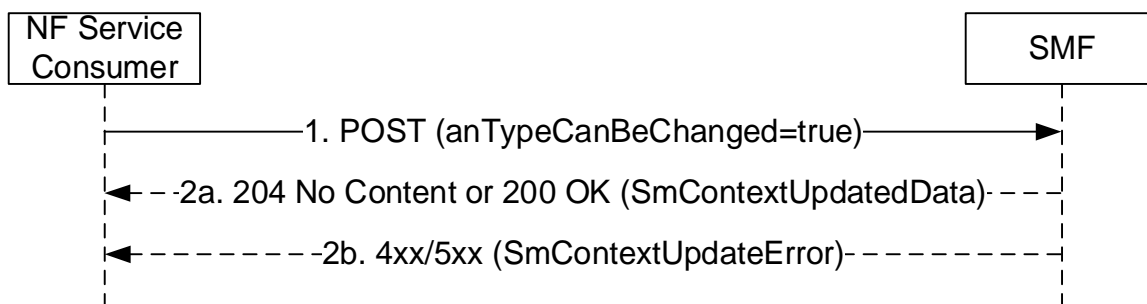 NF Service
Consumer
SMF
1. POST (anTypeCanBeChanged=true)
2a. 204 No Content or 200 OK (SmContextUpdatedData)
2b. 4xx/5xx (SmContextUpdateError)